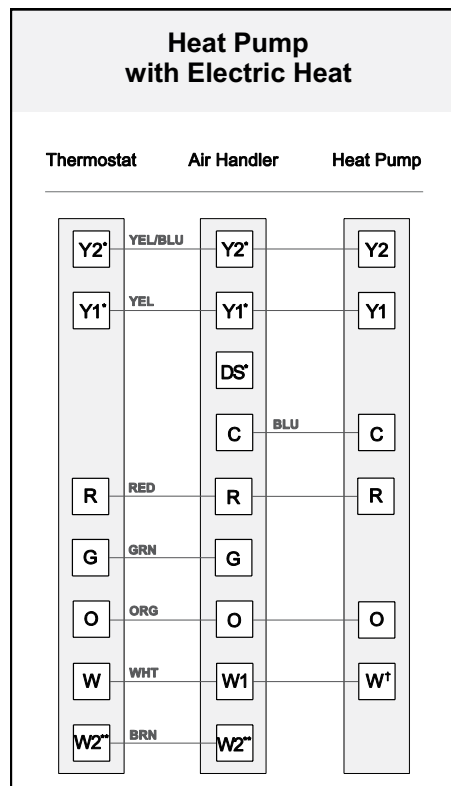 Heat Pump
with Electric Heat
Thermostat Air Handler Heat Pump
Y2* YEL/BLU Y2* Y2
Y1* YEL Y1* Y1
DS*
C BLU C
R RED R R
G GRN G
O ORG O O
W WHT W1 W†
W2** BRN W2**